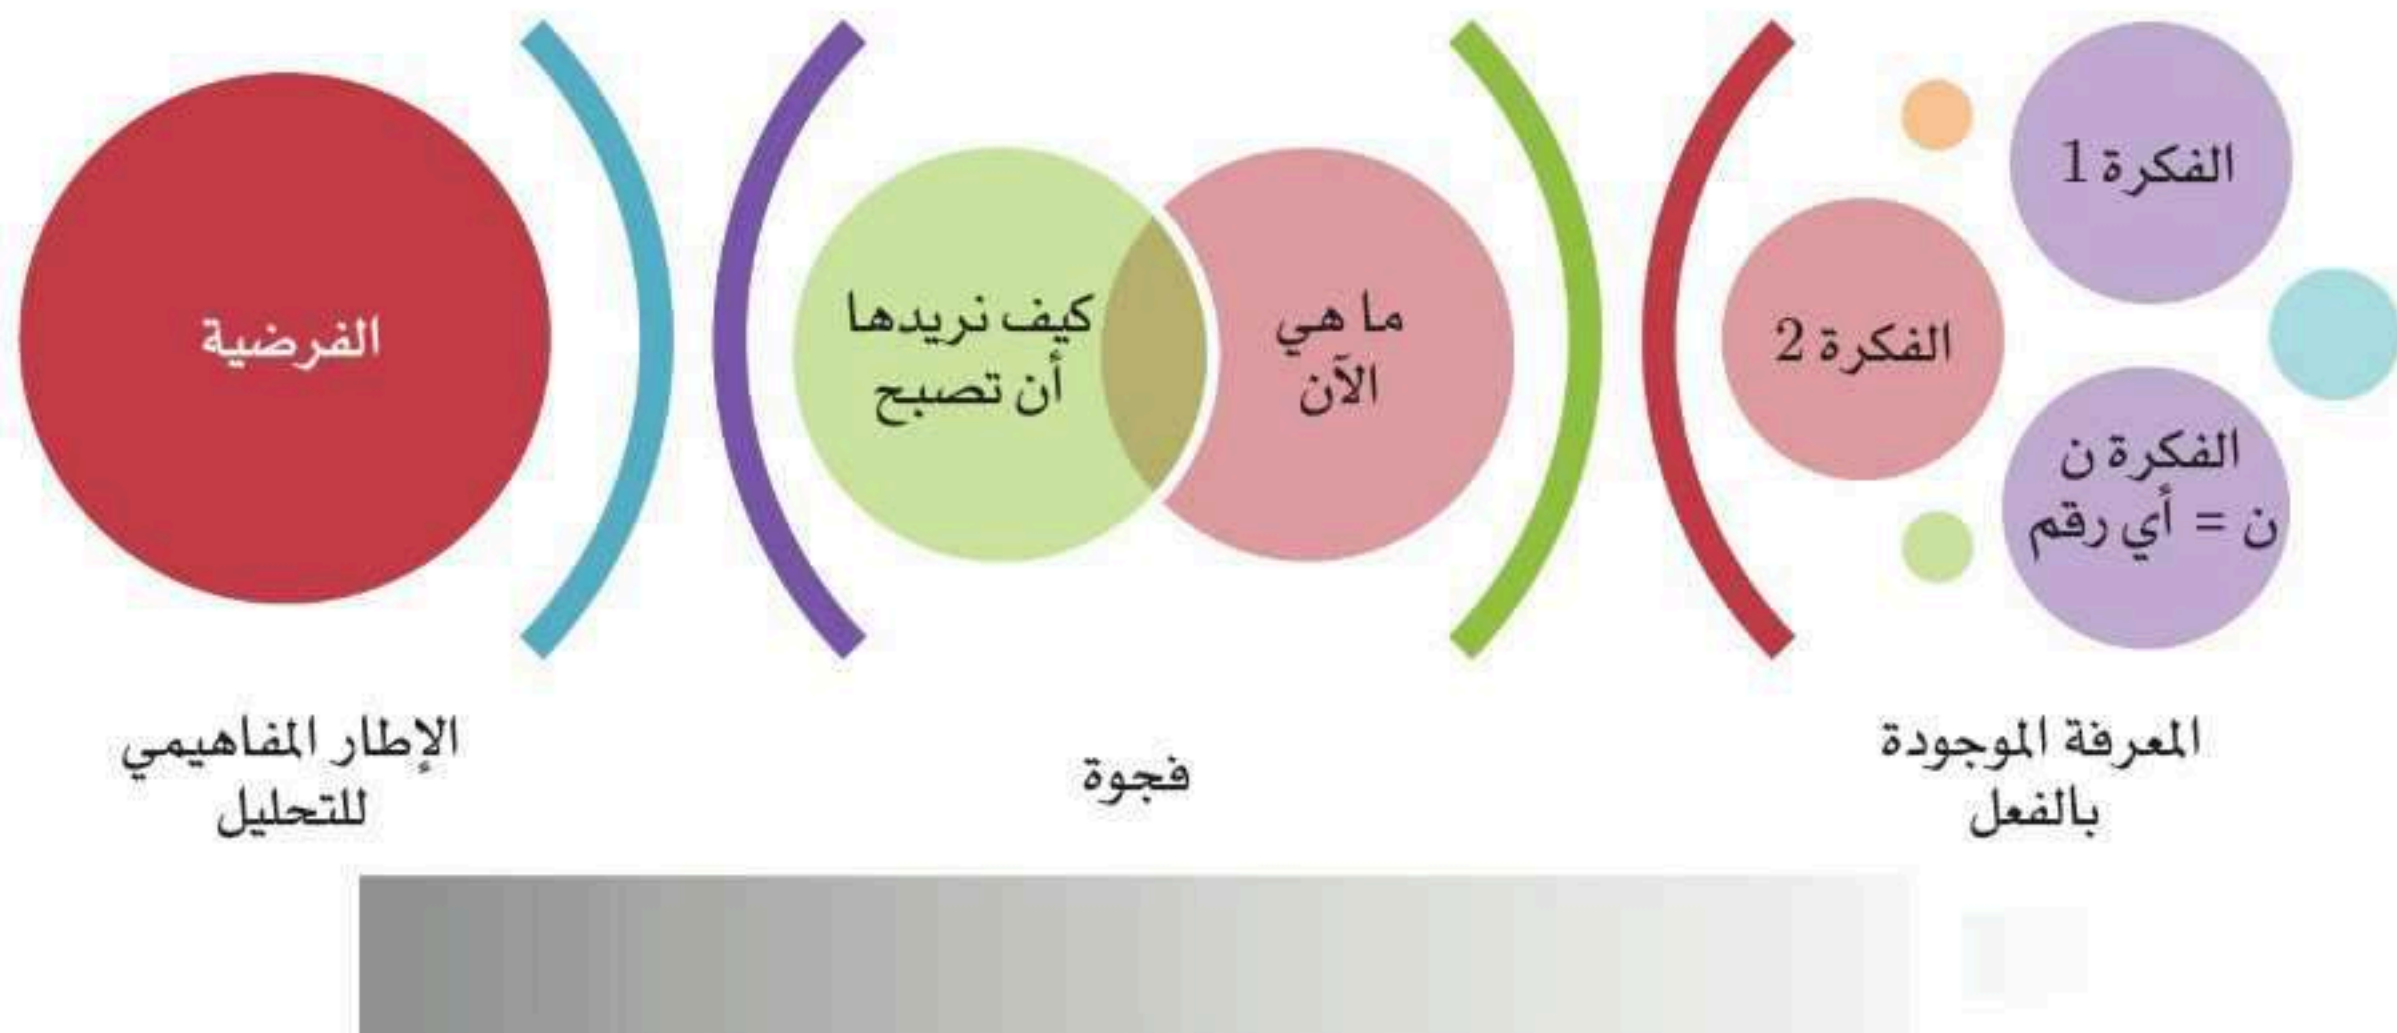 الفكرة 1
الفكرة 2
الفكرة ن
ن = أي رقم
ما هي
الآن
كيف نريدها
أن تصبح
الفرضية
المعرفة الموجودة
بالفعل
فجوة
الإطار المفاهيمي
للتحليل